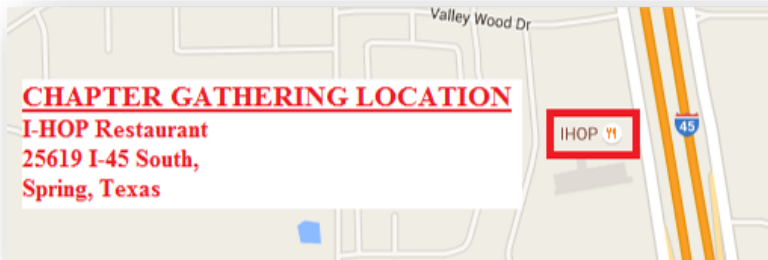 Valley Wood Dr
CHAPTER GATHERING LOCATION
I-HOP Restaurant
25619 I-45 South,
Spring, Texas
IHOP
45